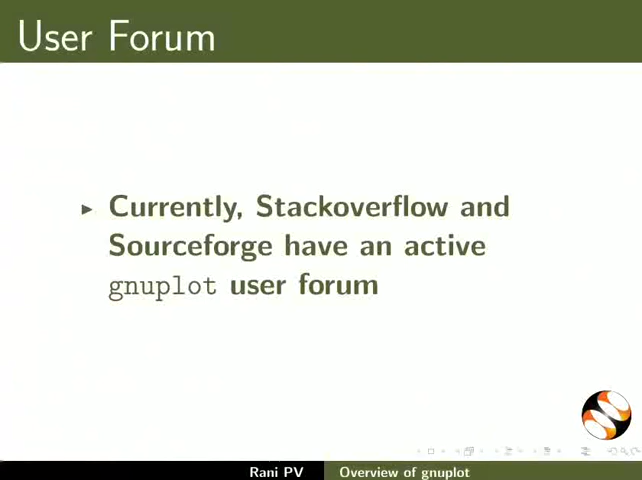 User Forum
Currently, Stackoverflow and
Sourceforge have an active
gnuplot user forum
Rani PV Overview of gnuplot